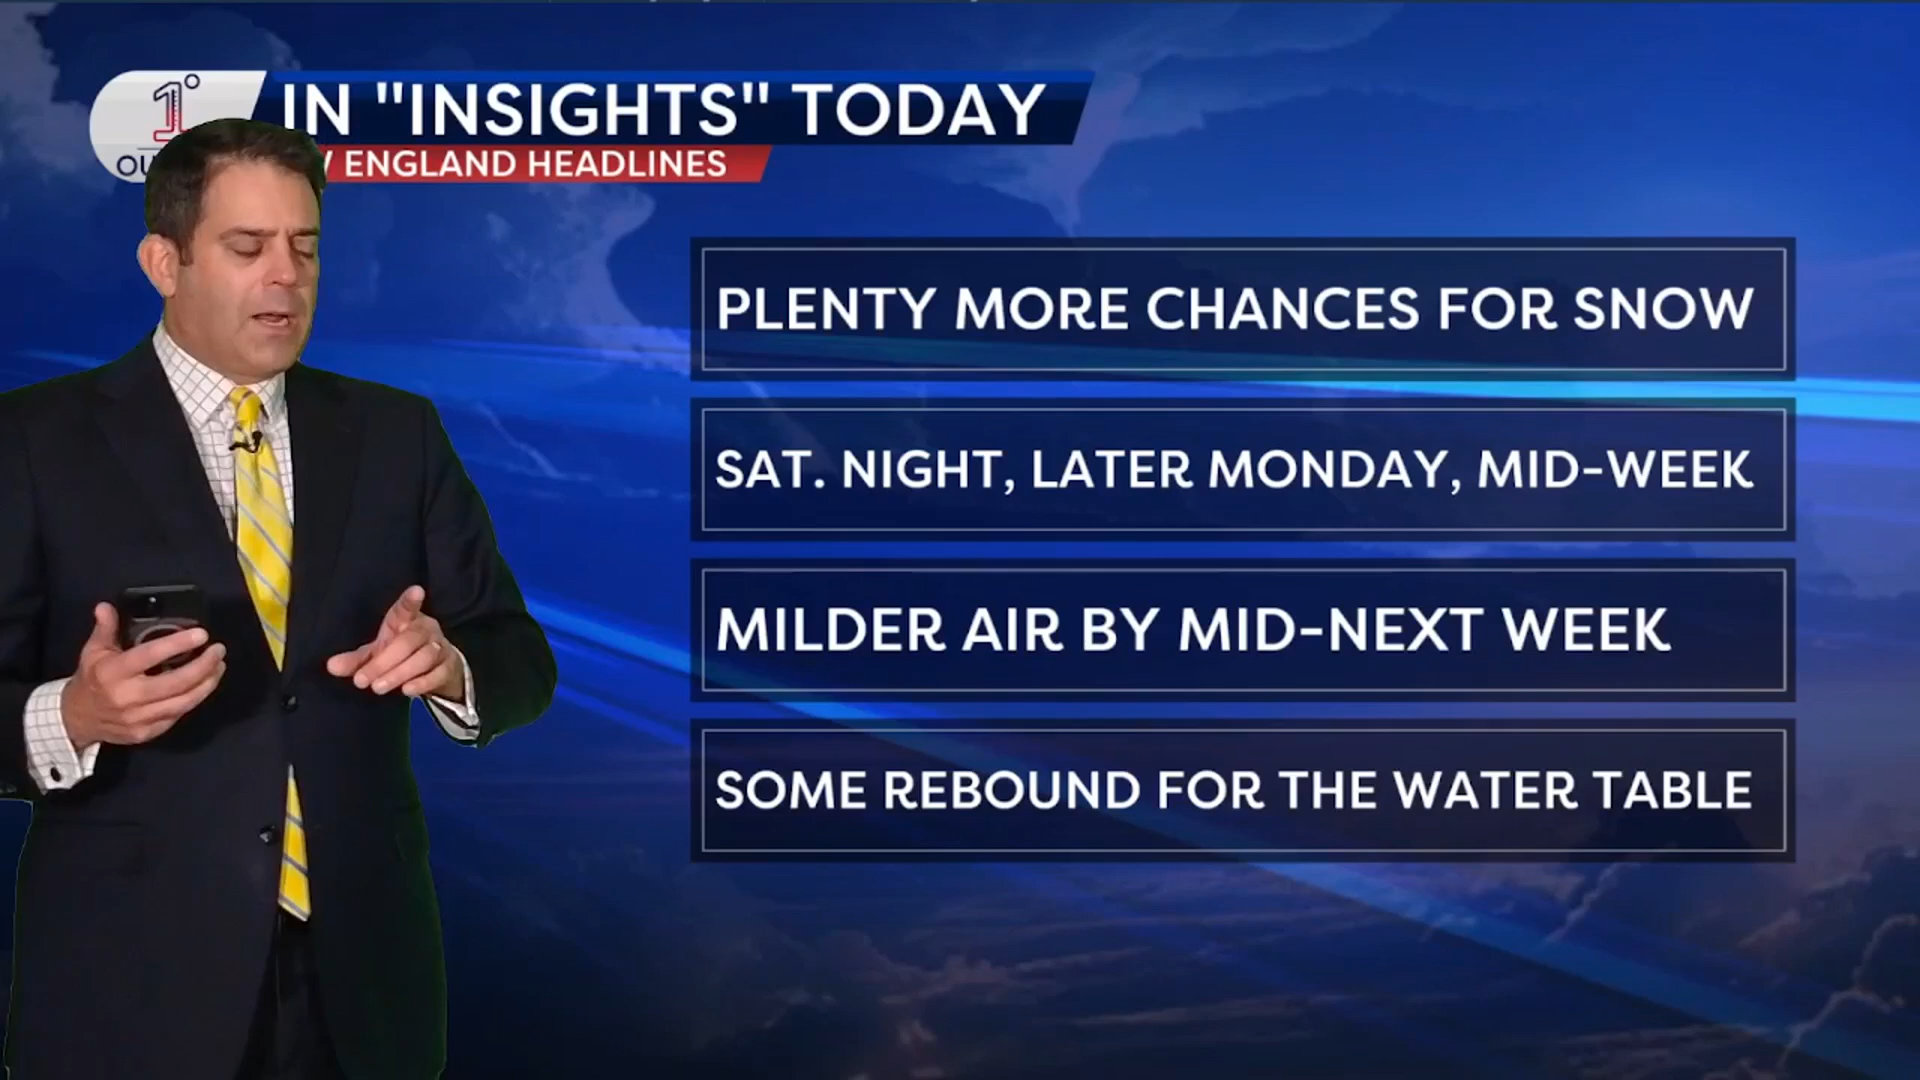 1°
IN "INSIGHTS" TODAY
ENGLAND HEADLINES
PLENTY MORE CHANCES FOR SNOW
SAT. NIGHT, LATER MONDAY, MID-WEEK
MILDER AIR BY MID-NEXT WEEK
SOME REBOUND FOR THE WATER TABLE